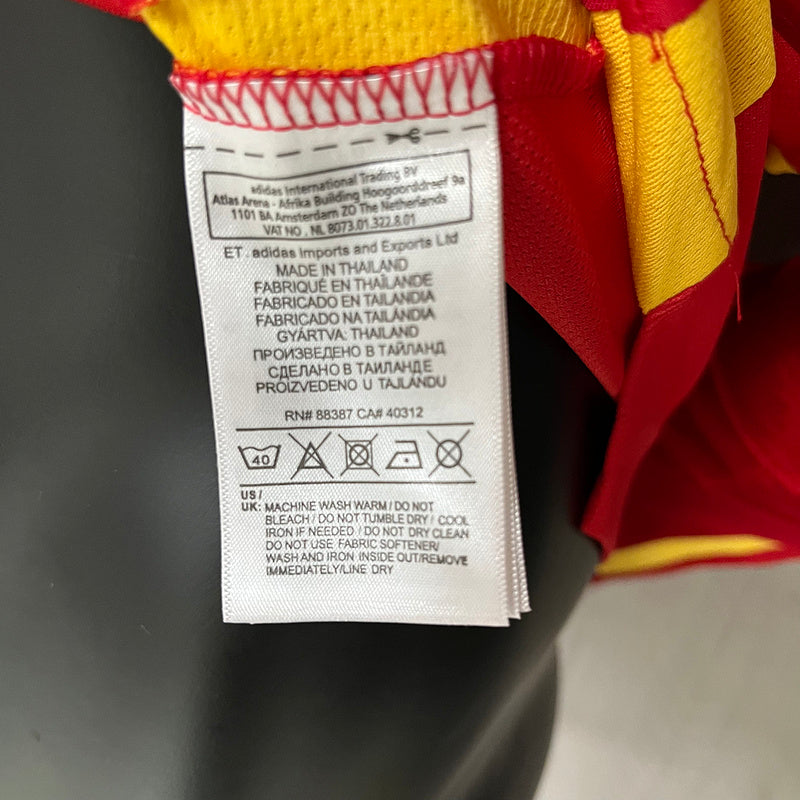 adidas International Trading BV
Atlas Arena - Afrika Building Hoogoorddreef 9a
1101 BA Amsterdam ZO The Netherlands
VAT NO. NL 8073.01.322.8.01
ET. adidas Imports and Exports Ltd
MADE IN THAILAND
FABRIQUÉ EN THAÏLANDE
FABRICADO EN TAILANDIA
FABRICADO NA TAILÂNDIA
GYÁRTVA: THAILAND
ПРОИЗВЕДЕНО В ТАЙЛАНД
СДЕЛАНО В ТАИЛАНДЕ
PROIZVEDENO U TAJLANDU
RN# 88387 CA# 40312
40
US /
UK: MACHINE WASH WARM / DO NOT
BLEACH / DO NOT TUMBLE DRY / COOL
IRON IF NEEDED / DO NOT DRY CLEAN
DO NOT USE FABRIC SOFTENER/
WASH AND IRON INSIDE OUT/REMOVE
IMMEDIATELY/LINE DRY